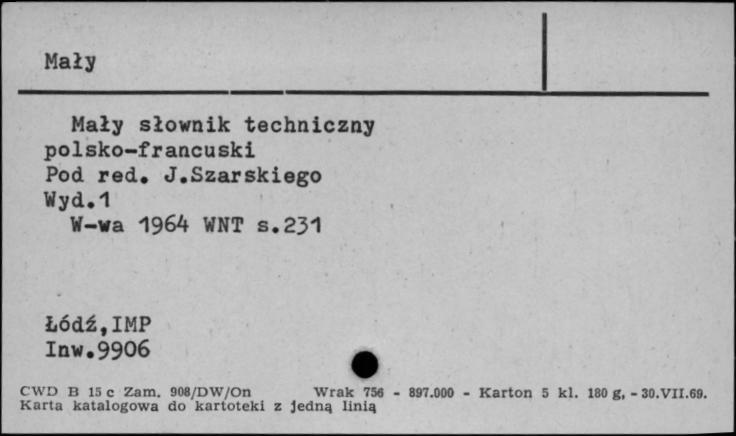 Mały
Mały słownik techniczny
polsko-francuski
Pod red. J.Szarskiego
Wyd.1
W-wa 1964 WNT s.231
Łódź,IMP
Inw.9906
CWD B 15 c Zam. 908/DW/On Wrak 756 - 897.000 - Karton 5 kl. 180 g, - 30.VII.69.
Karta katalogowa do kartoteki z jedną linią